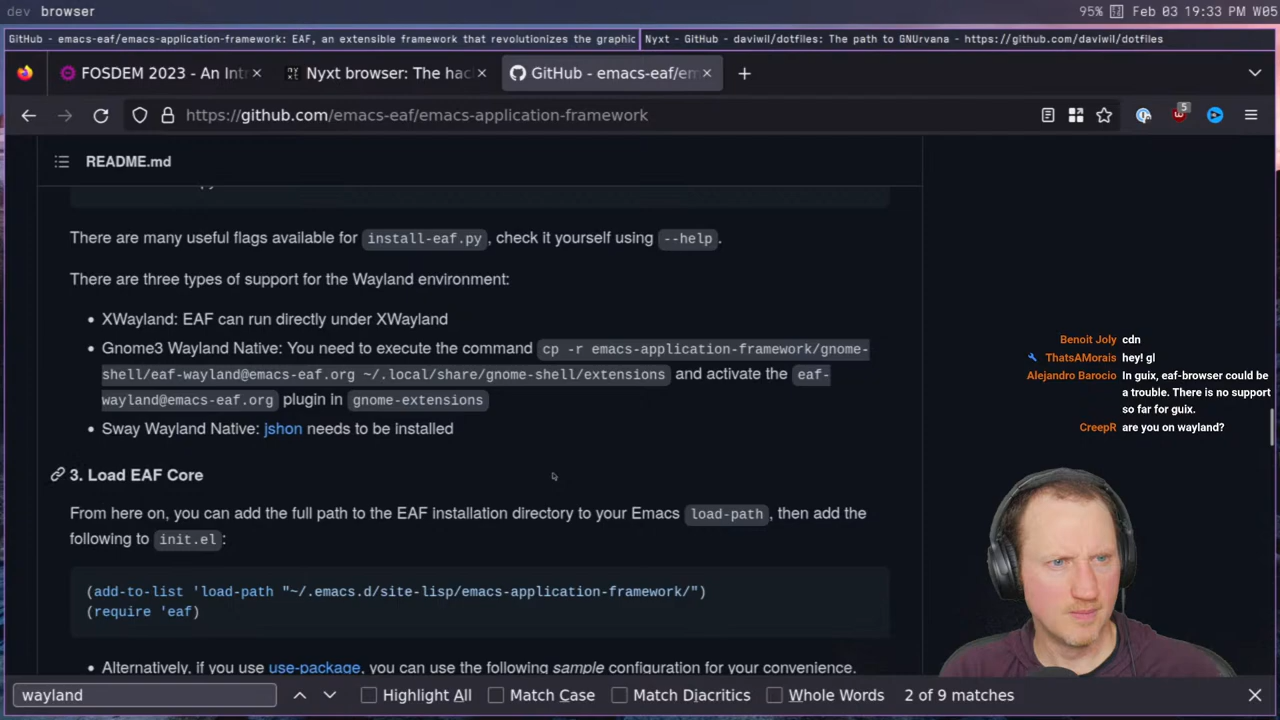 dev browser
95% Feb 03 19:33 PM W05
GitHub - emacs-eaf/emacs-application-framework: EAF, an extensible framework that revolutionizes the graphic
Nyxt - GitHub - daviwil/dotfiles: The path to GNUrvana - https://github.com/daviwil/dotfiles
FOSDEM 2023 - An Int
Nyxt browser: The hac
GitHub - emacs-eaf/em
https://github.com/emacs-eaf/emacs-application-framework
5
README.md
There are many useful flags available for install-eaf.py, check it yourself using --help.
There are three types of support for the Wayland environment:
• XWayland: EAF can run directly under XWayland
• Gnome3 Wayland Native: You need to execute the command cp -r emacs-application-framework/gnome-
shell/eaf-wayland@emacs-eaf.org ~/.local/share/gnome-shell/extensions and activate the eaf-
wayland@emacs-eaf.org plugin in gnome-extensions
• Sway Wayland Native: jshon needs to be installed
3. Load EAF Core
From here on, you can add the full path to the EAF installation directory to your Emacs load-path, then add the
following to init.el:
(add-to-list 'load-path "~/.emacs.d/site-lisp/emacs-application-framework/")
(require 'eaf)
• Alternatively, if you use use-package, you can use the following sample configuration for your convenience.
Benoit Joly cdn
ThatsAMorais hey! gl
Alejandro Barocio In guix, eaf-browser could be
a trouble. There is no support
so far for guix.
CreepR are you on wayland?
wayland
Highlight All Match Case Match Diacritics Whole Words 2 of 9 matches